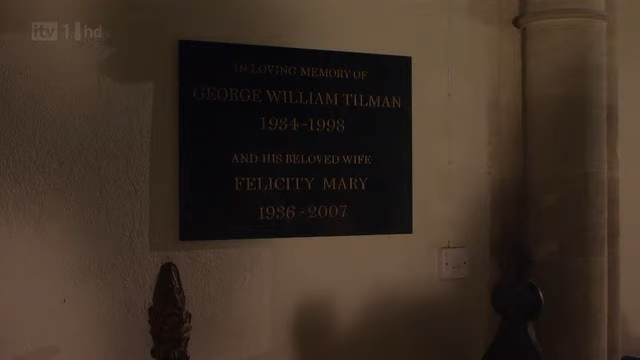 itv 1 hd
IN LOVING MEMORY OF
GEORGE WILLIAM TILMAN
1934-1998
AND HIS BELOVED WIFE
FELICITY MARY
1936-2007